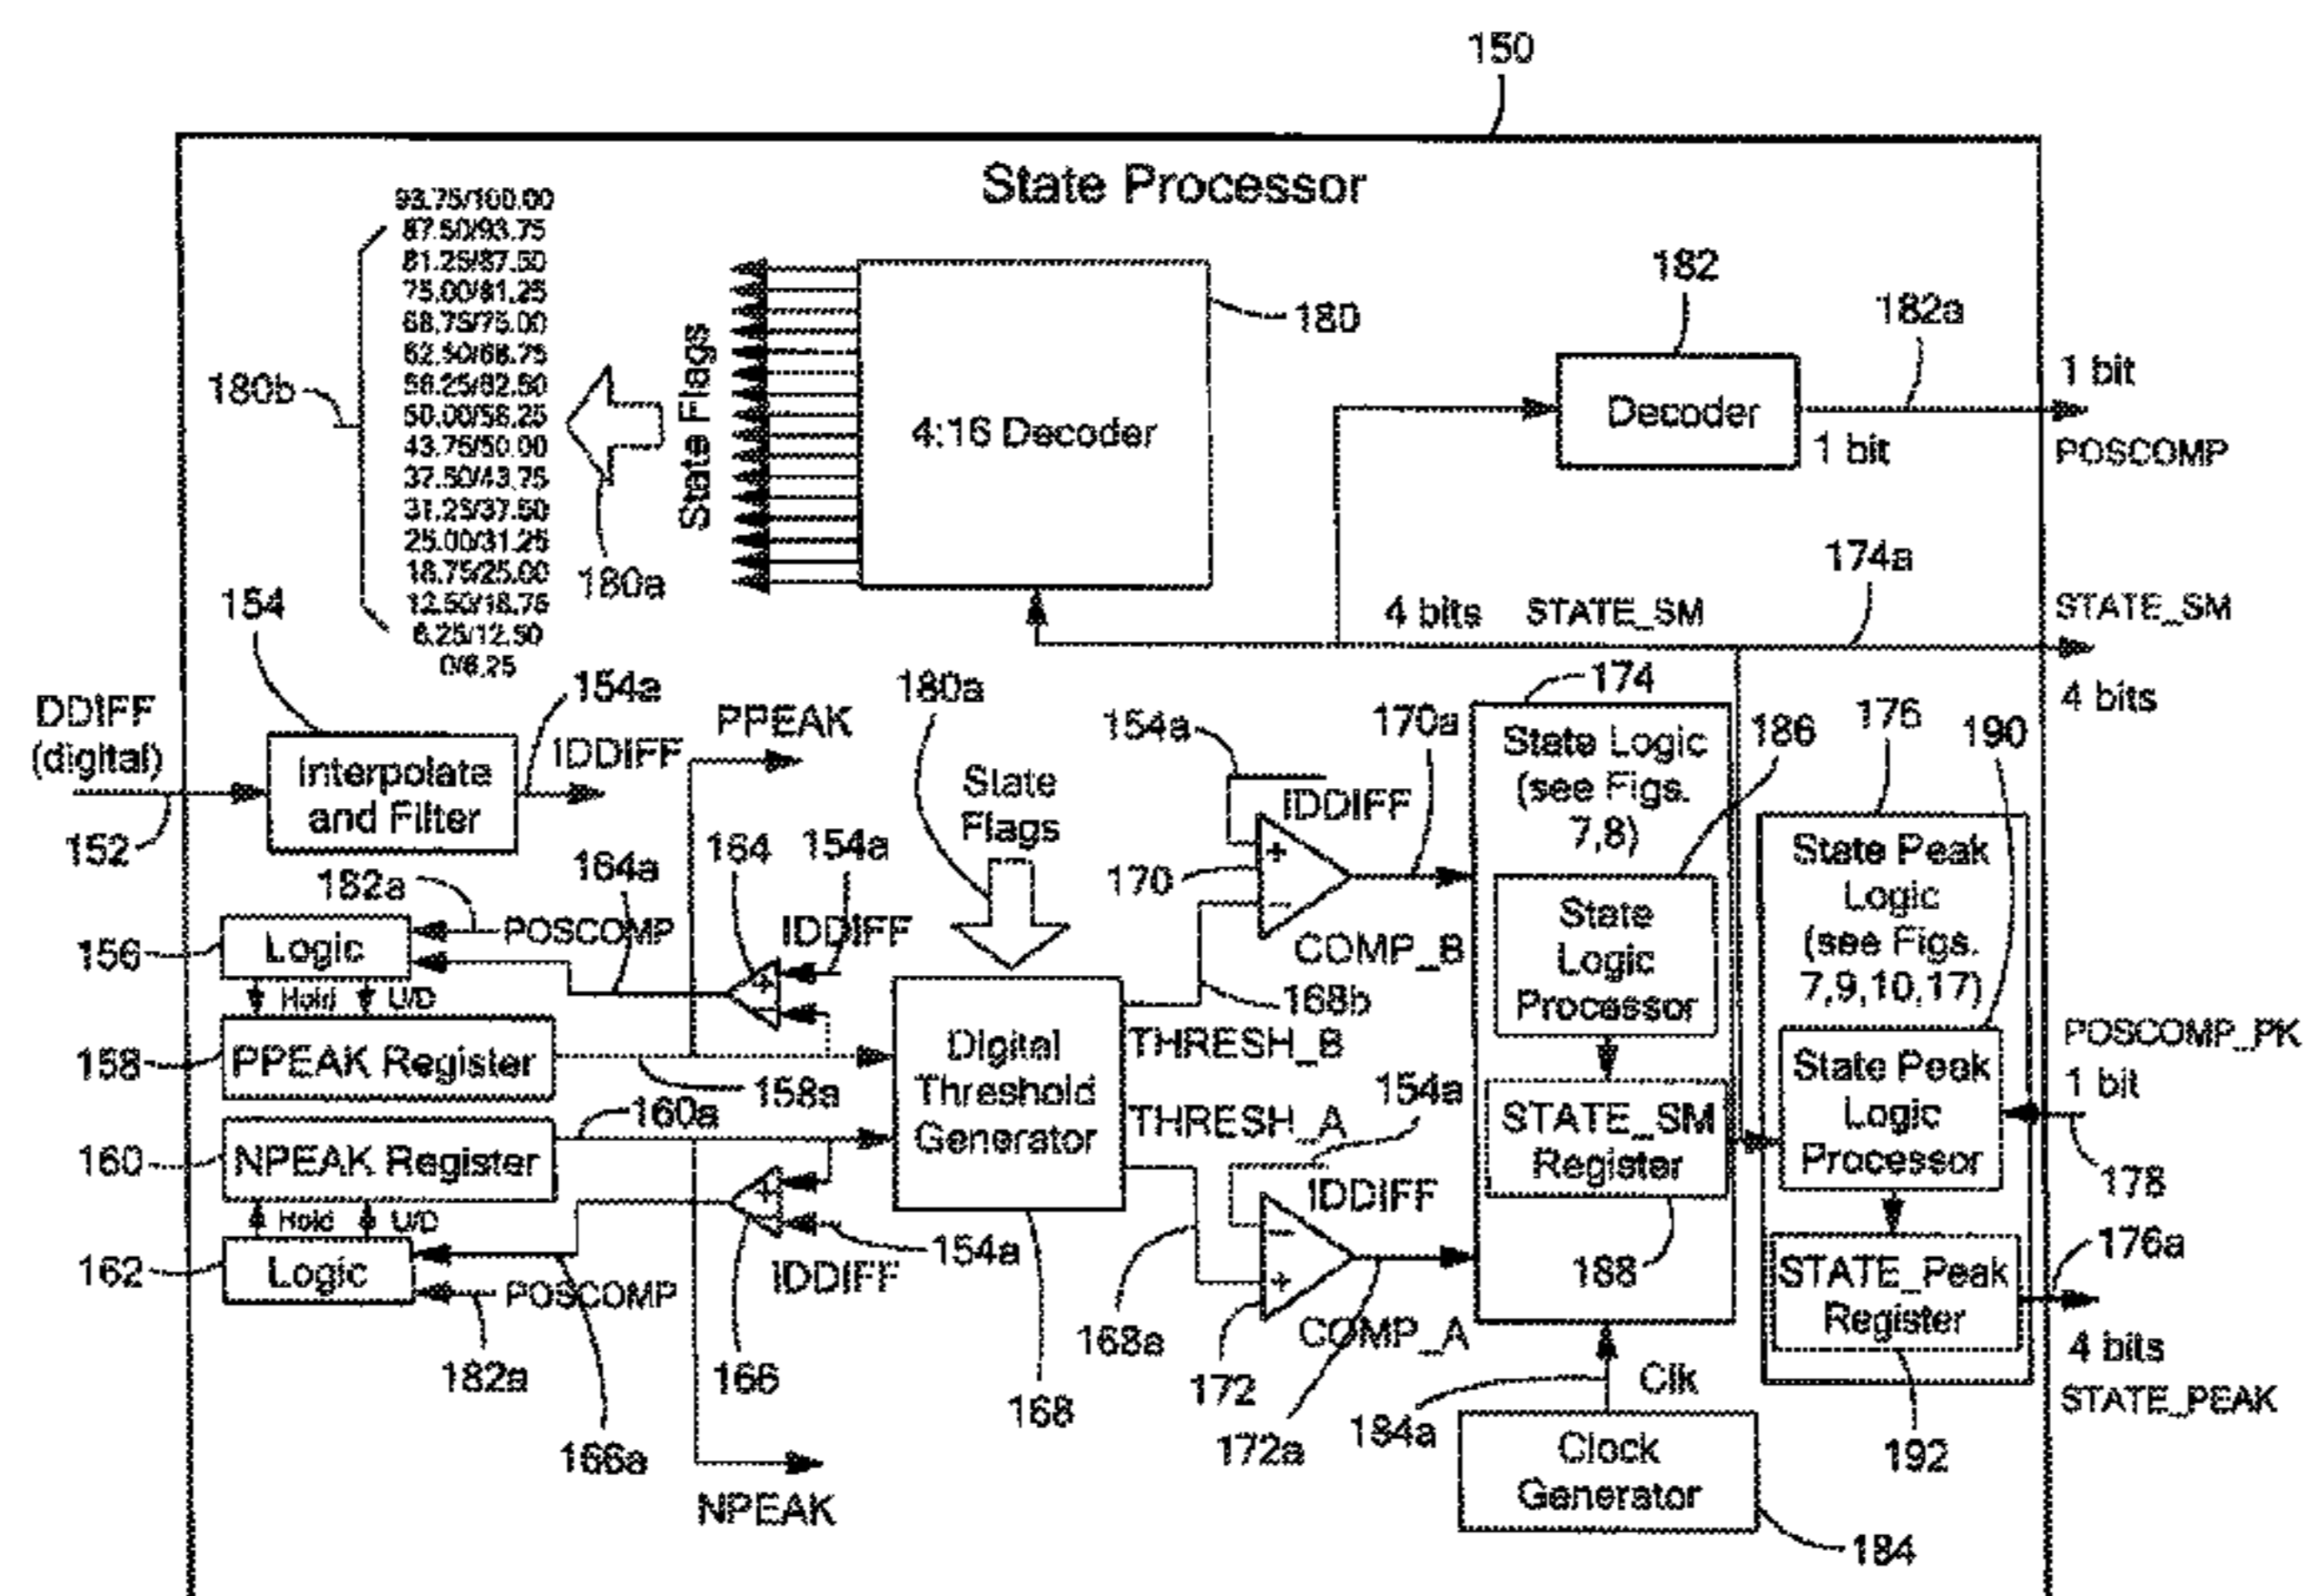 150
State Processor
93.75/100.00
87.50/93.75
81.25/87.50
75.00/81.25
68.75/75.00
62.50/68.75
56.25/62.50
50.00/56.25
43.75/50.00
37.50/43.75
31.25/37.50
25.00/31.25
18.75/25.00
12.50/18.75
6.25/12.50
0/6.25
180b
180a
State Flags
4:16 Decoder
180
182
Decoder
1 bit
182a
1 bit
POSCOMP
174a
4 bits STATE_SM
STATE_SM
4 bits
154
DDIFF
(digital)
152
Interpolate
and Filter
154a
IDDIFF
PPEAK
180a
State
Flags
182a
164a
164
154a
IDDIFF
156
Logic
POSCOMP
Hold U/D
158
PPEAK Register
158a
160a
160
NPEAK Register
Hold U/D
162
Logic
POSCOMP
182a
166a
166
IDDIFF
154a
NPEAK
Digital
Threshold
Generator
168
THRESH_B
THRESH_A
168b
168a
154a
IDDIFF
170
170a
COMP_B
154a
IDDIFF
172
COMP_A
172a
174
State Logic
(see Figs.
7,8)
186
State
Logic
Processor
STATE_SM
Register
188
184a
Clk
Clock
Generator
184
176
190
State Peak
Logic
(see Figs.
7,9,10,17)
State Peak
Logic
Processor
STATE_Peak
Register
192
POSCOMP_PK
1 bit
178
176a
4 bits
STATE_PEAK